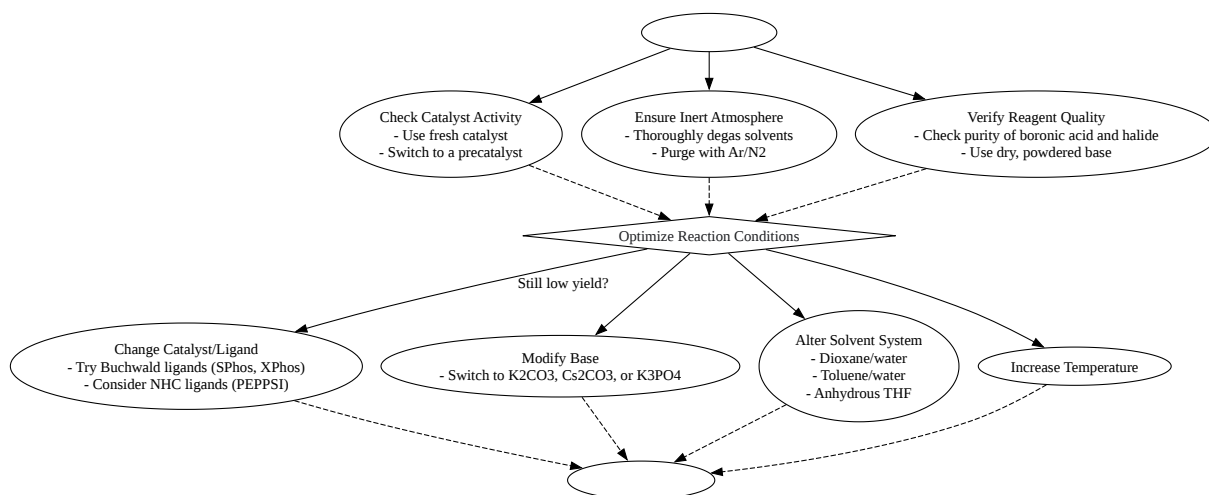 Check Catalyst Activity
- Use fresh catalyst
- Switch to a precatalyst
Ensure Inert Atmosphere
- Thoroughly degas solvents
- Purge with Ar/N2
Verify Reagent Quality
- Check purity of boronic acid and halide
- Use dry, powdered base
Optimize Reaction Conditions
Still low yield?
Change Catalyst/Ligand
- Try Buchwald ligands (SPhos, XPhos)
- Consider NHC ligands (PEPPSI)
Modify Base
- Switch to K2CO3, Cs2CO3, or K3PO4
Alter Solvent System
- Dioxane/water
- Toluene/water
- Anhydrous THF
Increase Temperature